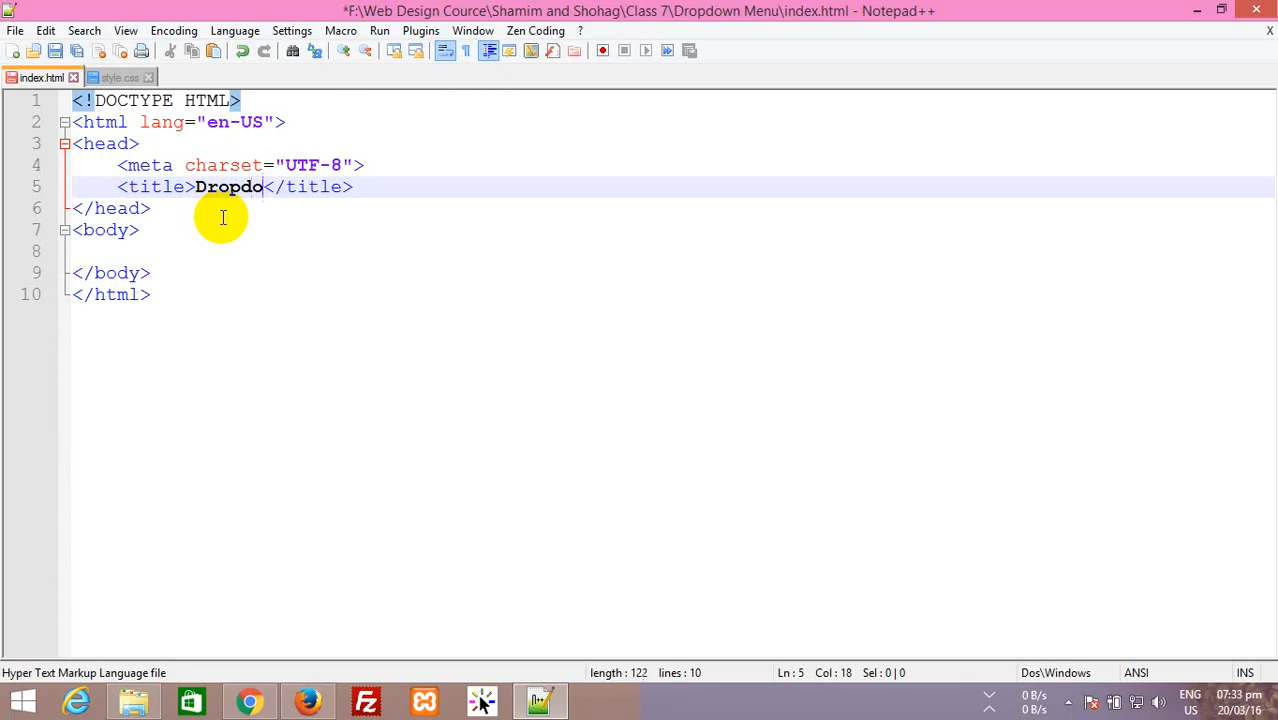 *F:\Web Design Cource\Shamim and Shohag\Class 7\Dropdown Menu\index.html - Notepad++
File Edit Search View Encoding Language Settings Macro Run Plugins Window Zen Coding ? X
index.html style.css
1 <!DOCTYPE HTML>
2 <html lang="en-US">
3 <head>
4 <meta charset="UTF-8">
5 <title>Dropdo</title>
6 </head>
7 <body>
8
9 </body>
10 </html>
Hyper Text Markup Language file length : 122 lines : 10 Ln : 5 Col : 18 Sel : 0 | 0 Dos\Windows ANSI INS
0 B/s ENG 07:33 pm
0 B/s US 20/03/16